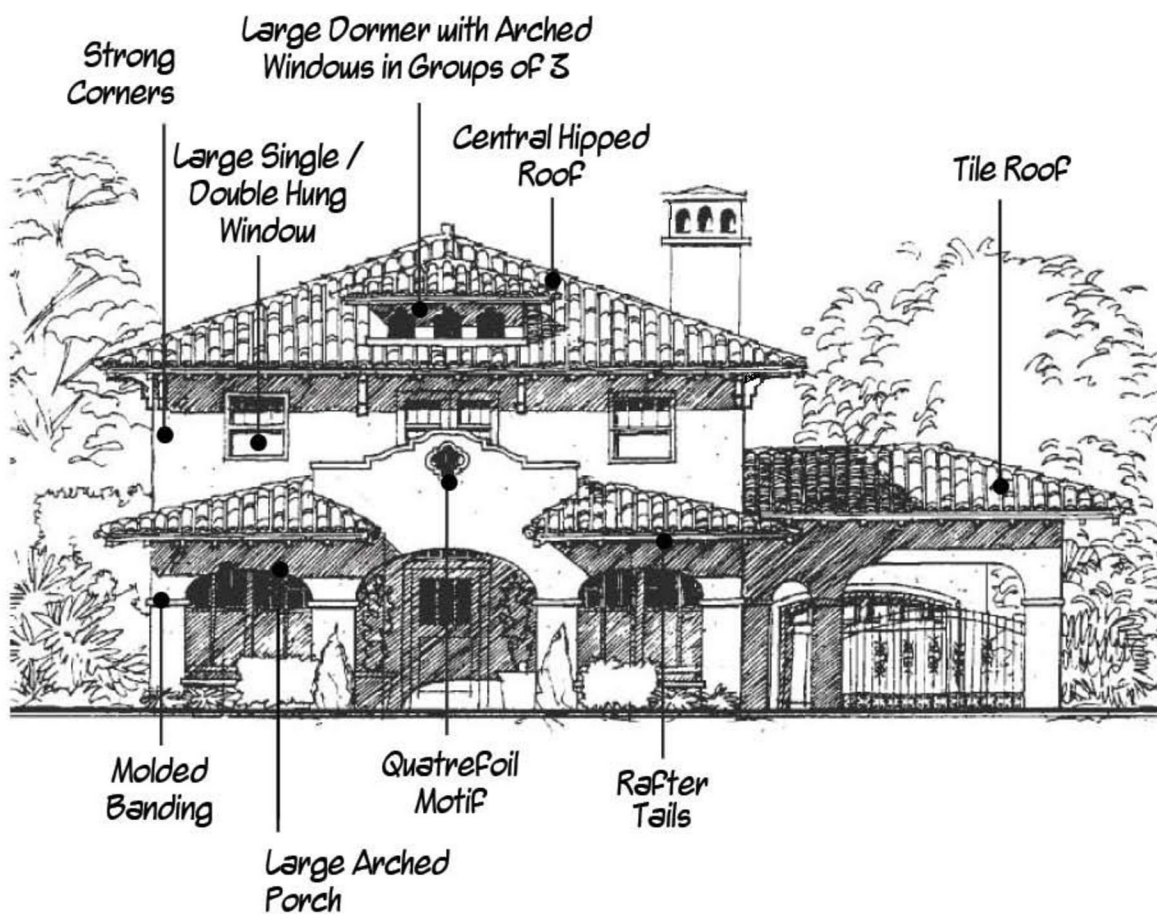 Large Dormer with Arched
Windows in Groups of 3
Strong
Corners
Large Single /
Double Hung
Window
Central Hipped
Roof
Tile Roof
Molded
Banding
Quatrefoil
Motif
Rafter
Tails
Large Arched
Porch